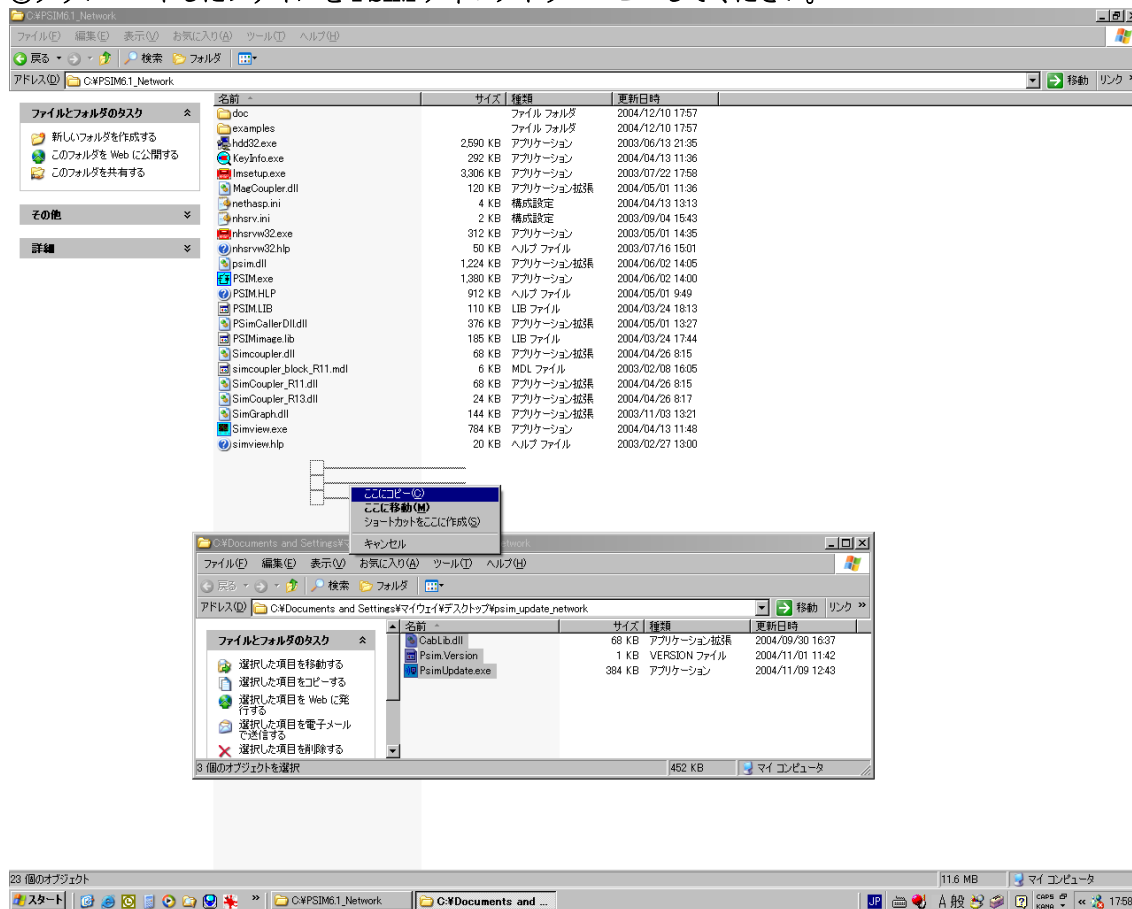 C:¥PSIM6.1_Network
ファイル(F) 編集(E) 表示(V) お気に入り(A) ツール(T) ヘルプ(H)
戻る 検索 フォルダ
アドレス(D) C:¥PSIM6.1_Network 移動 リンク »
ファイルとフォルダのタスク
新しいフォルダを作成する
このフォルダを Web に公開する
このフォルダを共有する
その他
詳細
名前 サイズ 種類 更新日時
doc ファイル フォルダ 2004/12/10 17:57
examples ファイル フォルダ 2004/12/10 17:57
hdd32.exe 2,590 KB アプリケーション 2003/06/13 21:35
KeyInfo.exe 292 KB アプリケーション 2004/04/13 11:36
lmsetup.exe 3,306 KB アプリケーション 2003/07/22 17:58
MagCoupler.dll 120 KB アプリケーション拡張 2004/05/01 11:36
nethasp.ini 4 KB 構成設定 2004/04/13 13:13
nhsrv.ini 2 KB 構成設定 2003/09/04 15:43
nhsrvw32.exe 312 KB アプリケーション 2003/05/01 14:35
nhsrvw32.hlp 50 KB ヘルプ ファイル 2003/07/16 15:01
psim.dll 1,224 KB アプリケーション拡張 2004/06/02 14:05
PSIM.exe 1,380 KB アプリケーション 2004/06/02 14:00
PSIM.HLP 912 KB ヘルプ ファイル 2004/05/01 9:49
PSIM.LIB 110 KB LIB ファイル 2004/03/24 18:13
PSimCallerDll.dll 376 KB アプリケーション拡張 2004/05/01 13:27
PSIMimage.lib 185 KB LIB ファイル 2004/03/24 17:44
Simcoupler.dll 68 KB アプリケーション拡張 2004/04/26 8:15
simcoupler_block_R11.mdl 6 KB MDL ファイル 2003/02/08 16:05
SimCoupler_R11.dll 68 KB アプリケーション拡張 2004/04/26 8:15
SimCoupler_R13.dll 24 KB アプリケーション拡張 2004/04/26 8:17
SimGraph.dll 144 KB アプリケーション拡張 2003/11/03 13:21
Simview.exe 784 KB アプリケーション 2004/04/13 11:48
simview.hlp 20 KB ヘルプ ファイル 2003/02/27 13:00
ここにコピー(C)
ここに移動(M)
ショートカットをここに作成(S)
キャンセル
C:¥Documents and Settings¥
ファイル(F) 編集(E) 表示(V) お気に入り(A) ツール(T) ヘルプ(H)
戻る 検索 フォルダ
アドレス(D) C:¥Documents and Settings¥マイウェイ¥デスクトップ¥psim_update_network 移動 リンク »
ファイルとフォルダのタスク
選択した項目を移動する
選択した項目をコピーする
選択した項目を Web に発
行する
選択した項目を電子メール
で送信する
選択した項目を削除する
名前 サイズ 種類 更新日時
CabLib.dll 68 KB アプリケーション拡張 2004/09/30 16:37
Psim.Version 1 KB VERSION ファイル 2004/11/01 11:42
PsimUpdate.exe 384 KB アプリケーション 2004/11/09 12:43
3 個のオブジェクトを選択 452 KB マイ コンピュータ
23 個のオブジェクト 11.6 MB マイ コンピュータ
スタート » C:¥PSIM6.1_Network C:¥Documents and ... JP A 般 CAPS KANA « 17:58